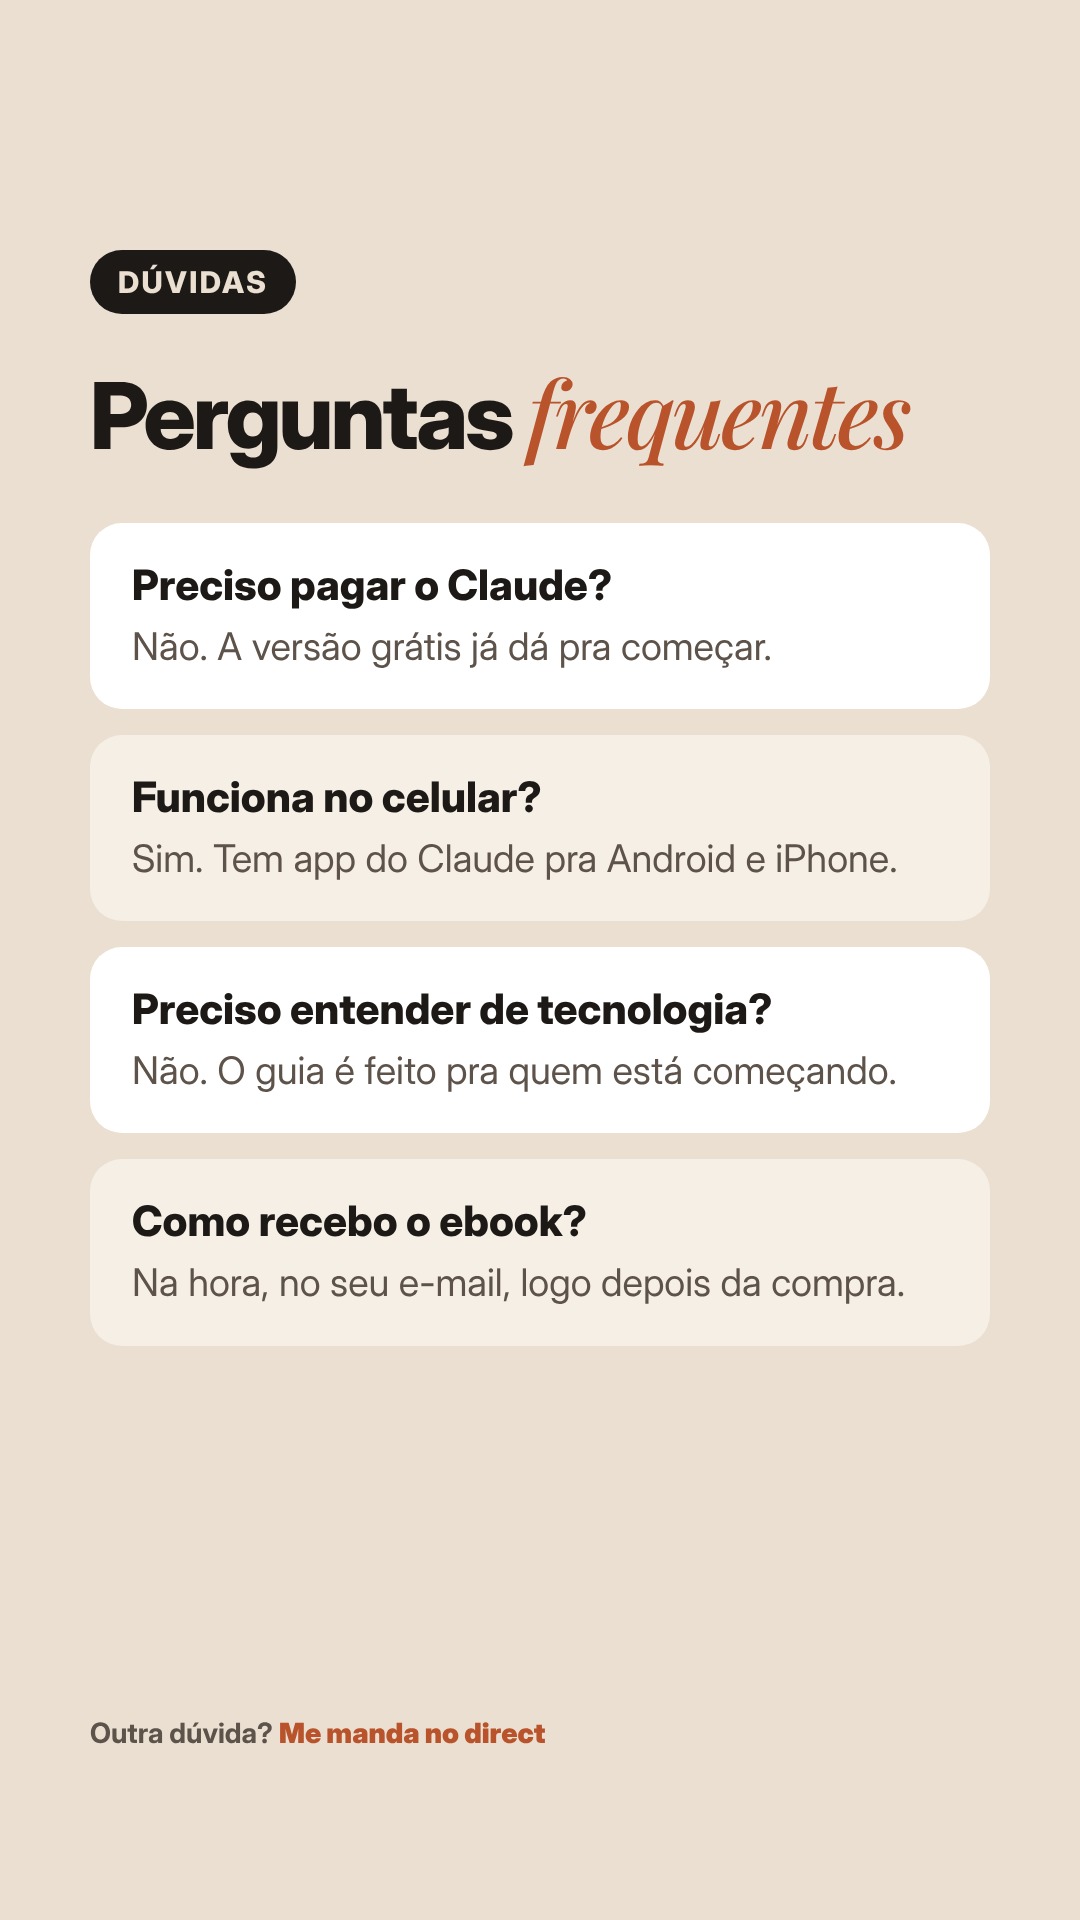 DÚVIDAS
Perguntas frequentes
Preciso pagar o Claude?
Não. A versão grátis já dá pra começar.
Funciona no celular?
Sim. Tem app do Claude pra Android e iPhone.
Preciso entender de tecnologia?
Não. O guia é feito pra quem está começando.
Como recebo o ebook?
Na hora, no seu e-mail, logo depois da compra.
Outra dúvida? Me manda no direct